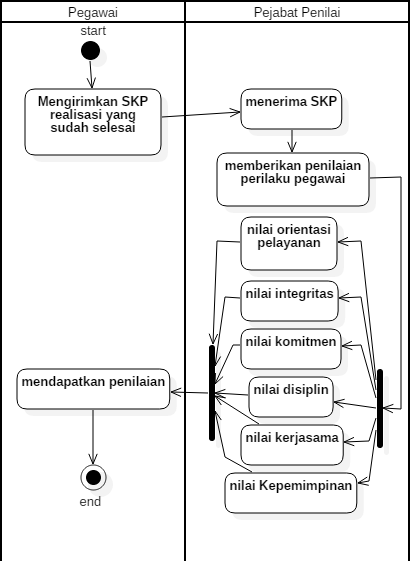 Pegawai
Pejabat Penilai
start
Mengirimkan SKP
realisasi yang
sudah selesai
menerima SKP
memberikan penilaian
perilaku pegawai
nilai orientasi
pelayanan
nilai integritas
nilai komitmen
mendapatkan penilaian
nilai disiplin
nilai kerjasama
nilai Kepemimpinan
end